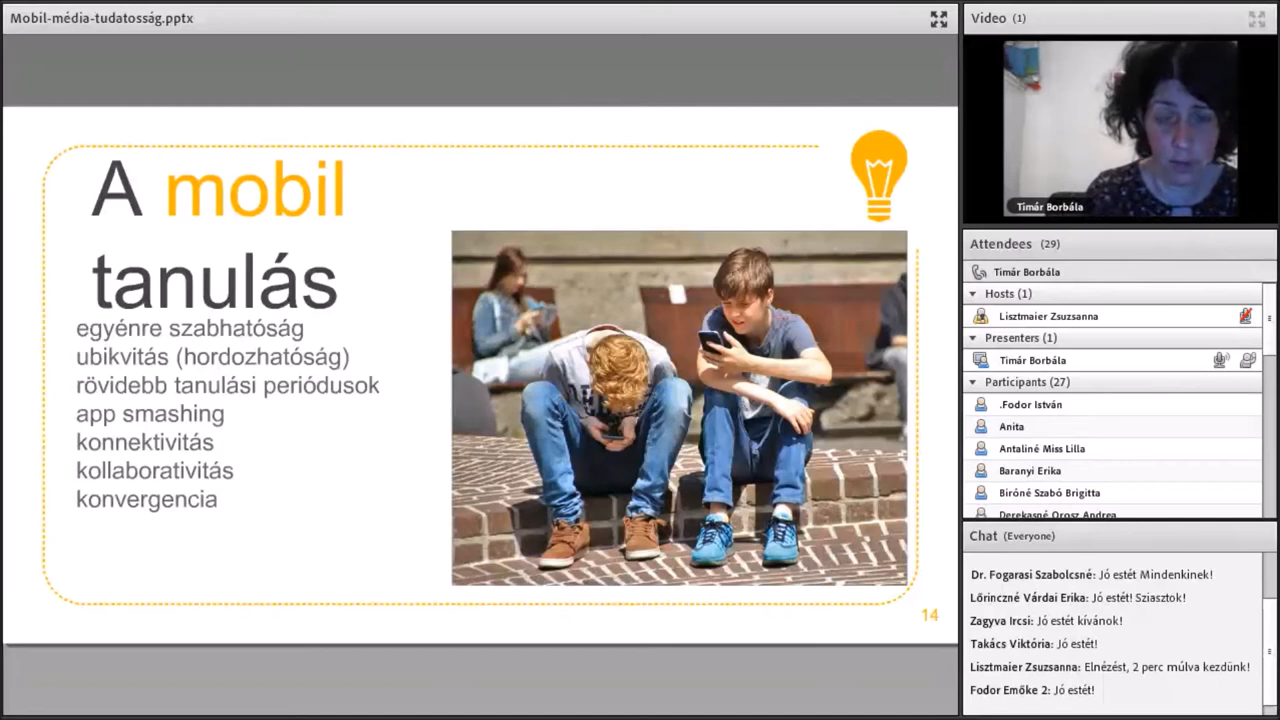 Mobil-média-tudatosság.pptx
A mobil
tanulás
egyénre szabhatóság
ubikvitás (hordozhatóság)
rövidebb tanulási periódusok
app smashing
konnektivitás
kollaborativitás
konvergencia
14
Video (1)
Timár Borbála
Attendees (29)
Timár Borbála
Hosts (1)
Lisztmaier Zsuzsanna
Presenters (1)
Timár Borbála
Participants (27)
.Fodor István
Anita
Antaliné Miss Lilla
Baranyi Erika
Biróné Szabó Brigitta
Derekasné Orosz Andrea
Chat (Everyone)
Dr. Fogarasi Szabolcsné: Jó estét Mindenkinek!
Lőrinczné Várdai Erika: Jó estét! Sziasztok!
Zagyva Ircsi: Jó estét kívánok!
Takács Viktória: Jó estét!
Lisztmaier Zsuzsanna: Elnézést, 2 perc múlva kezdünk!
Fodor Emőke 2: Jó estét!